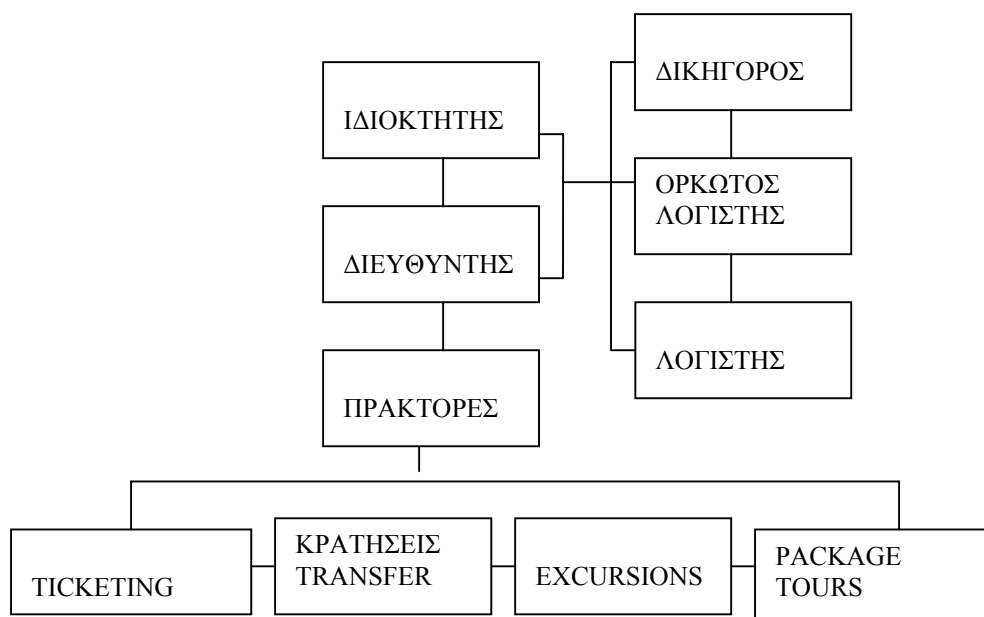 ΔΙΚΗΓΟΡΟΣ
ΙΔΙΟΚΤΗΤΗΣ
ΟΡΚΩΤΟΣ
ΛΟΓΙΣΤΗΣ
ΔΙΕΥΘΥΝΤΗΣ
ΛΟΓΙΣΤΗΣ
ΠΡΑΚΤΟΡΕΣ
TICKETING
ΚΡΑΤΗΣΕΙΣ
TRANSFER
EXCURSIONS
PACKAGE
TOURS